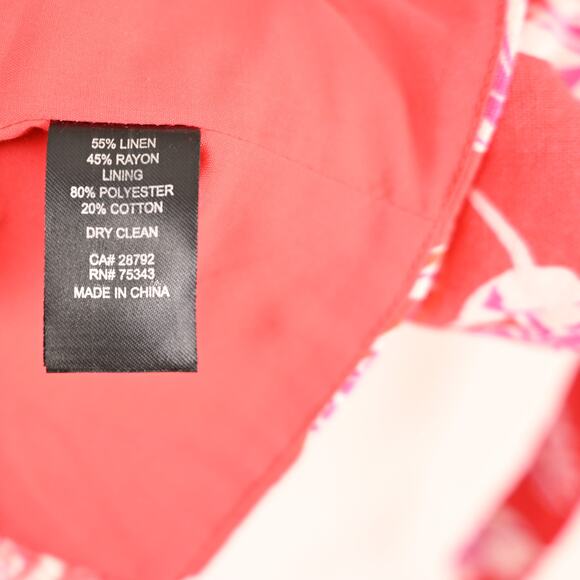 55% LINEN
45% RAYON
LINING
80% POLYESTER
20% COTTON
DRY CLEAN
CA# 28792
RN# 75343
MADE IN CHINA